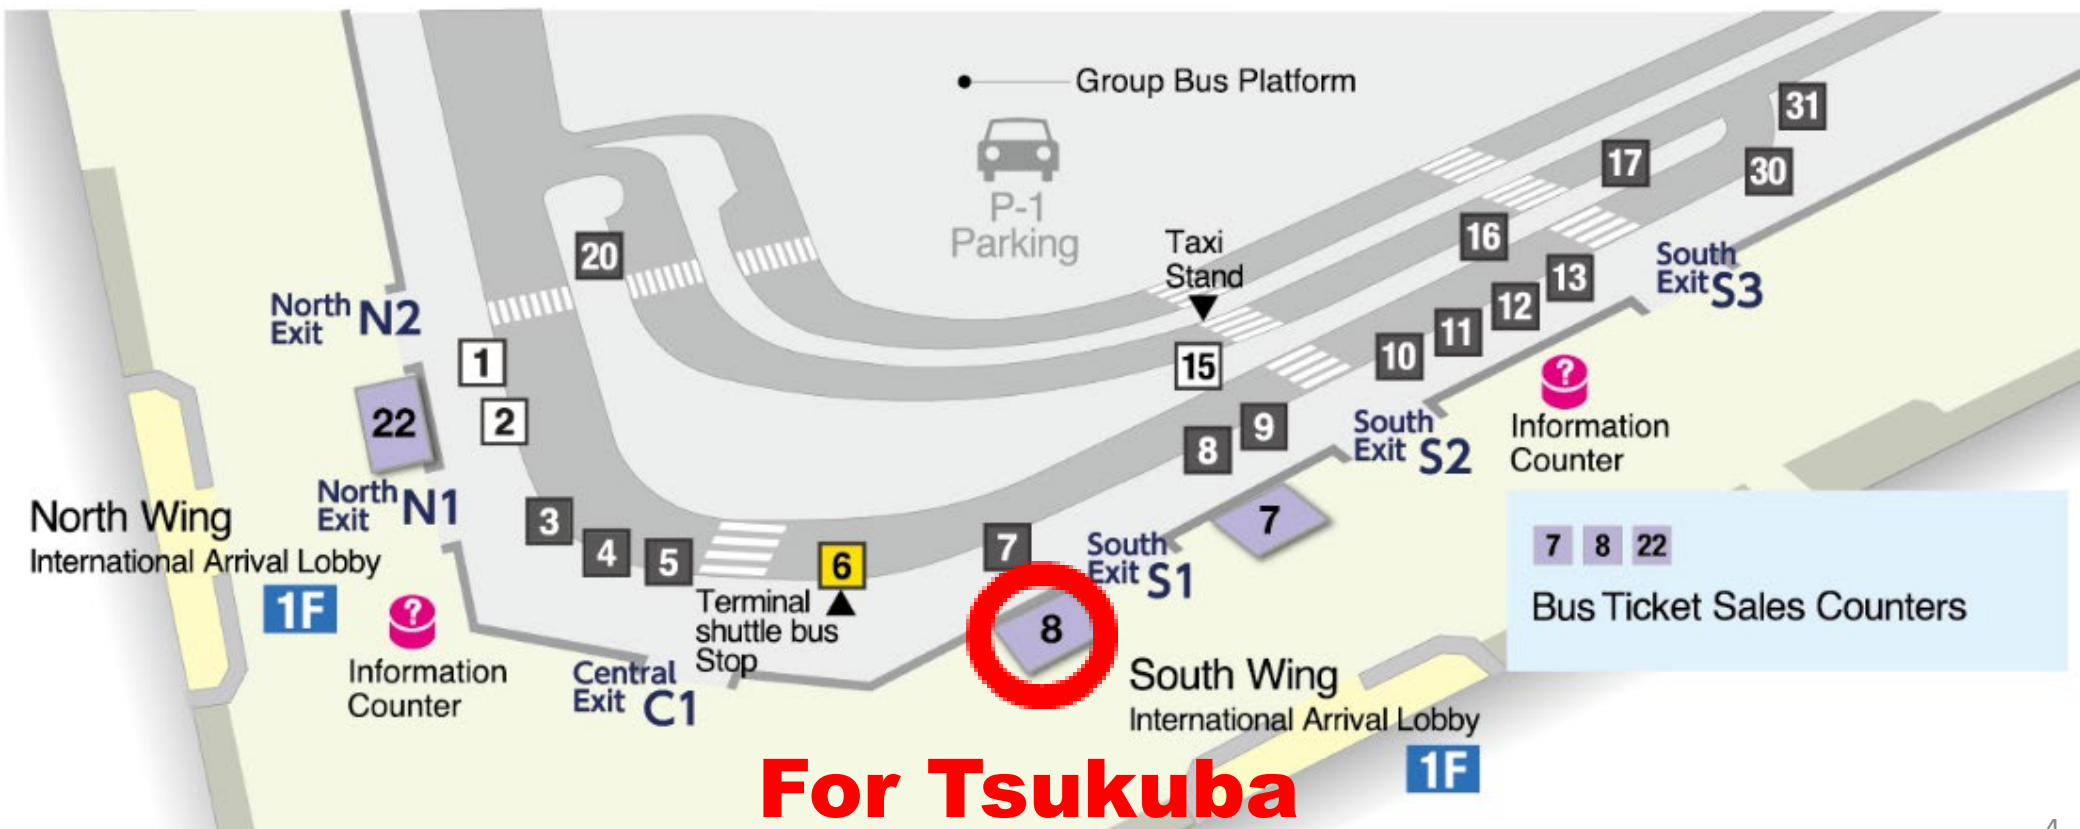 Group Bus Platform
P-1
Parking
31
17
30
Taxi
Stand
16
20
South
Exit S3
13
12
11
10
North
Exit N2
1
15
2
22
9
8
South
Exit S2
Information
Counter
North
Exit N1
North Wing
International Arrival Lobby
1F
3
4
5
6
7
7
South
Exit S1
Terminal
shuttle bus
Stop
8
Information
Counter
Central
Exit C1
South Wing
International Arrival Lobby
1F
7 8 22
Bus Ticket Sales Counters
For Tsukuba
?
?
4